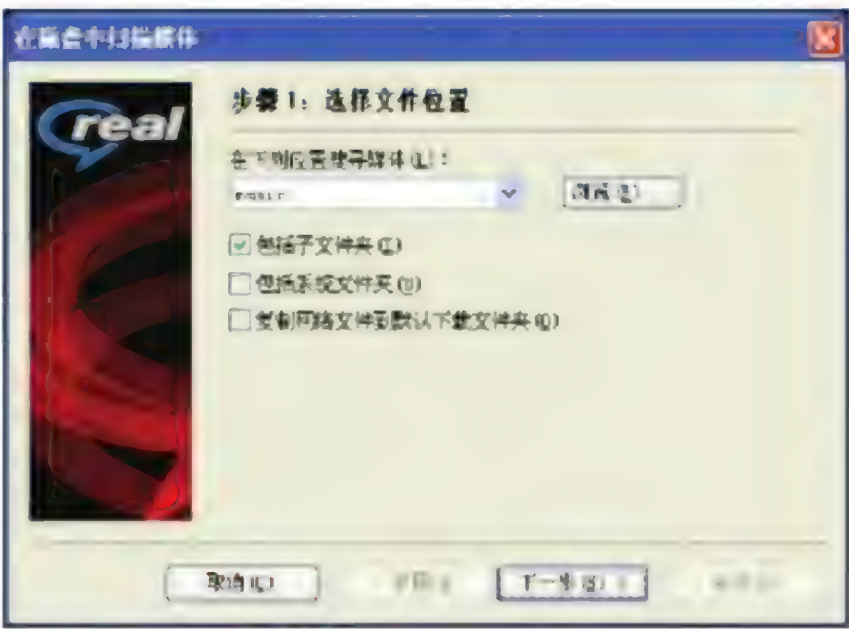 在磁盘中扫描媒体
real
步骤 1：选择文件位置
在下列位置搜寻媒体(L)：
music
浏览(B)...
包括子文件夹(I)
包括系统文件夹(U)
复制网络文件到默认下载文件夹(Q)
取消(C)
下一步(N) >